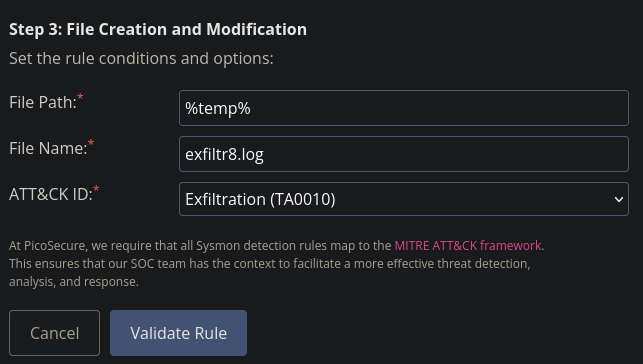 Step 3: File Creation and Modification
Set the rule conditions and options:
File Path:* %temp%
File Name:* exfiltr8.log
ATT&CK ID:* Exfiltration (TA0010)
At PicoSecure, we require that all Sysmon detection rules map to the MITRE ATT&CK framework.
This ensures that our SOC team has the context to facilitate a more effective threat detection,
analysis, and response.
Cancel Validate Rule